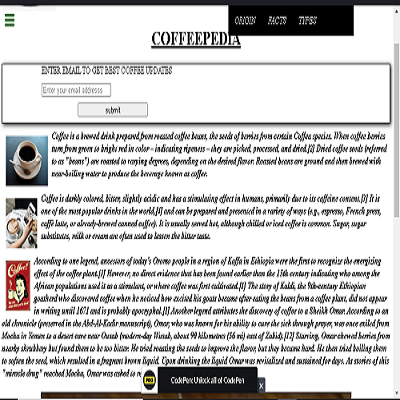 ORIGIN FACTS TYPES
COFFEEPEDIA
ENTER EMAIL TO GET BEST COFFEE UPDATES
Enter your email addresses
submit
Coffee is a brewed drink prepared from roasted coffee beans, the seeds of berries from certain Coffea species. When coffee berries
turn from green to bright red in color – indicating ripeness – they are picked, processed, and dried.[2] Dried coffee seeds (referred
to as "beans") are roasted to varying degrees, depending on the desired flavor. Roasted beans are ground and then brewed with
near-boiling water to produce the beverage known as coffee.
Coffee is darkly colored, bitter, slightly acidic and has a stimulating effect in humans, primarily due to its caffeine content.[3] It is
one of the most popular drinks in the world,[4] and can be prepared and presented in a variety of ways (e.g., espresso, French press,
caffè latte, or already-brewed canned coffee). It is usually served hot, although chilled or iced coffee is common. Sugar, sugar
substitutes, milk or cream are often used to lessen the bitter taste.
Coffee!
According to one legend, ancestors of today's Oromo people in a region of Kaffa in Ethiopia were the first to recognize the energizing
effect of the coffee plant.[1] However, no direct evidence that has been found earlier than the 15th century indicating who among the
African populations used it as a stimulant, or where coffee was first cultivated.[1] The story of Kaldi, the 9th-century Ethiopian
goatherd who discovered coffee when he noticed how excited his goats became after eating the beans from a coffee plant, did not appear
in writing until 1671 and is probably apocryphal.[1] Another legend attributes the discovery of coffee to a Sheikh Omar. According to an
old chronicle (preserved in the Abd-Al-Kadir manuscript), Omar, who was known for his ability to cure the sick through prayer, was once exiled from
Mocha in Yemen to a desert cave near Ousab (modern-day Wusab, about 90 kilometres (56 mi) east of Zabid).[12] Starving, Omar chewed berries from
nearby shrubbery but found them to be too bitter. He tried roasting the seeds to improve the flavor, but they became hard. He then tried boiling them
to soften the seed, which resulted in a fragrant brown liquid. Upon drinking the liquid Omar was revitalized and sustained for days. As stories of this
"miracle drug" reached Mocha, Omar was asked to re
PRO CodePen: Unlock all of CodePen X